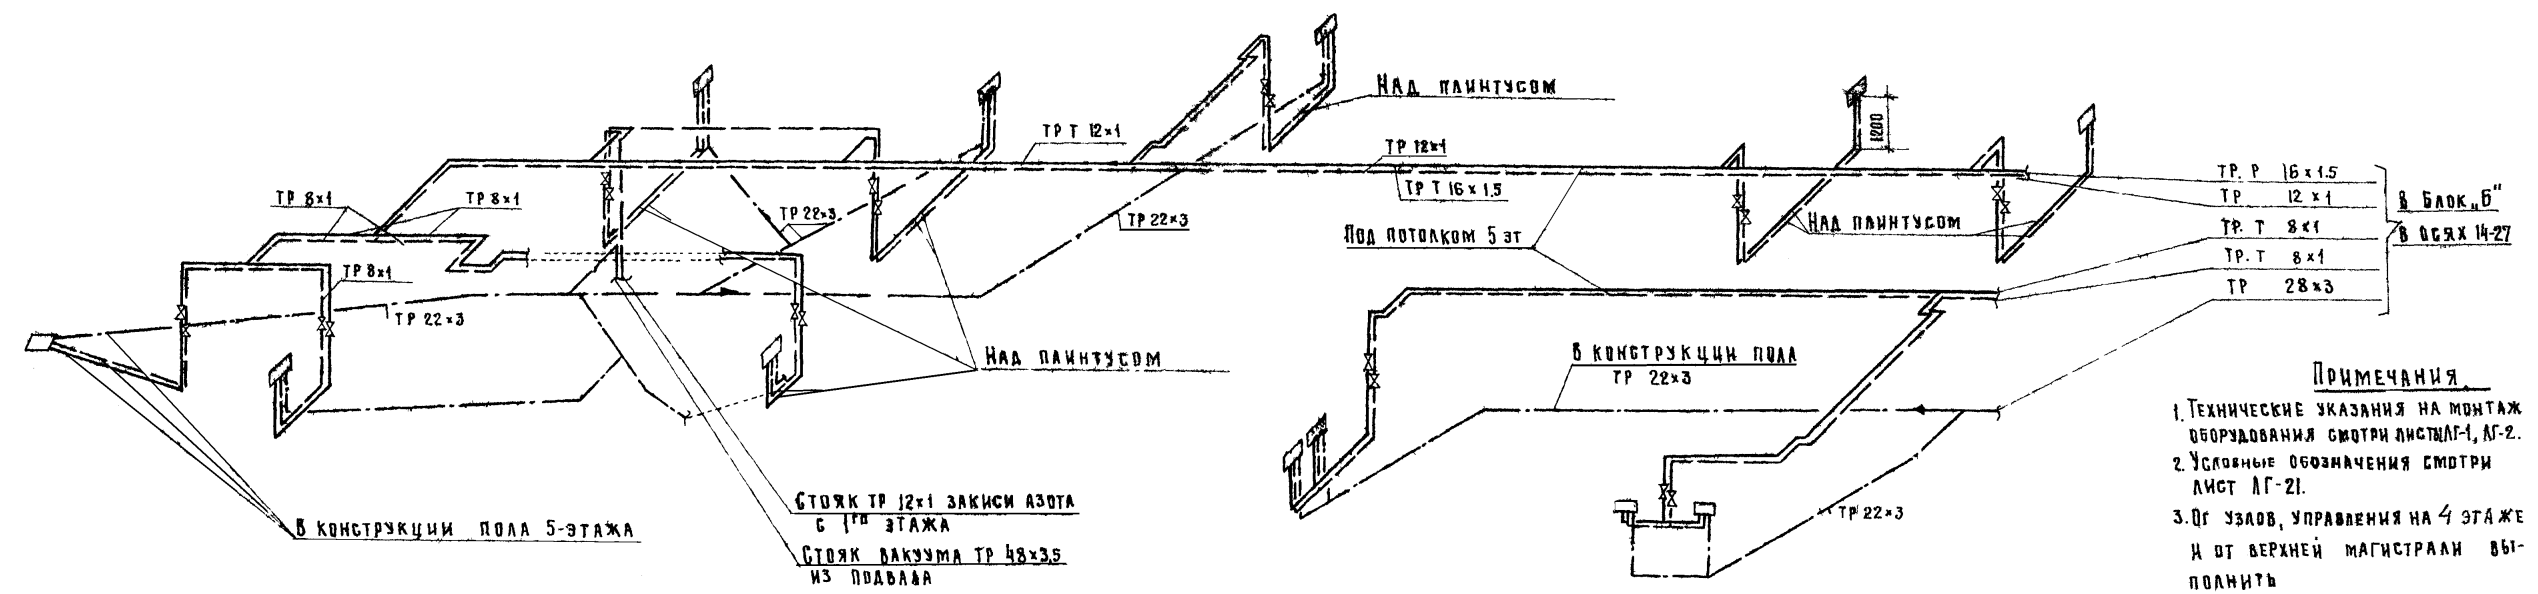 НАД ПЛИНТУСОМ
ТР Т 12×1
ТР 12×1
ТР Т 16×1,5
1200
ТР 8×1
ТР 8×1
ТР 22×3
ТР 22×3
ПОД ПОТОЛКОМ 5 ЭТ
НАД ПЛИНТУСОМ
ТР. Р 16×1.5
ТР 12×1
ТР. Т 8×1
ТР. Т 8×1
ТР 28×3
В БЛОК „Б"
В ОСЯХ 14-27
ТР 8×1
ТР 22×3
НАД ПЛИНТУСОМ
В КОНСТРУКЦИИ ПОЛА
ТР 22×3
В КОНСТРУКЦИИ ПОЛА 5-ЭТАЖА
СТОЯК ТР 12×1 ЗАКИСИ АЗОТА
С 1ГО ЭТАЖА
СТОЯК ВАКУУМА ТР 48×3,5
ИЗ ПОДВАЛА
ТР 22×3
ПРИМЕЧАНИЯ
1. ТЕХНИЧЕСКИЕ УКАЗАНИЯ НА МОНТАЖ
ОБОРУДОВАНИЯ СМОТРИ ЛИСТЫ ЛГ-1, ЛГ-2.
2. УСЛОВНЫЕ ОБОЗНАЧЕНИЯ СМОТРИ
ЛИСТ ЛГ-21.
3. ОТ УЗЛОВ, УПРАВЛЕНИЯ НА 4 ЭТАЖЕ
И ОТ ВЕРХНЕЙ МАГИСТРАЛИ ВЫ-
ПОЛНИТЬ